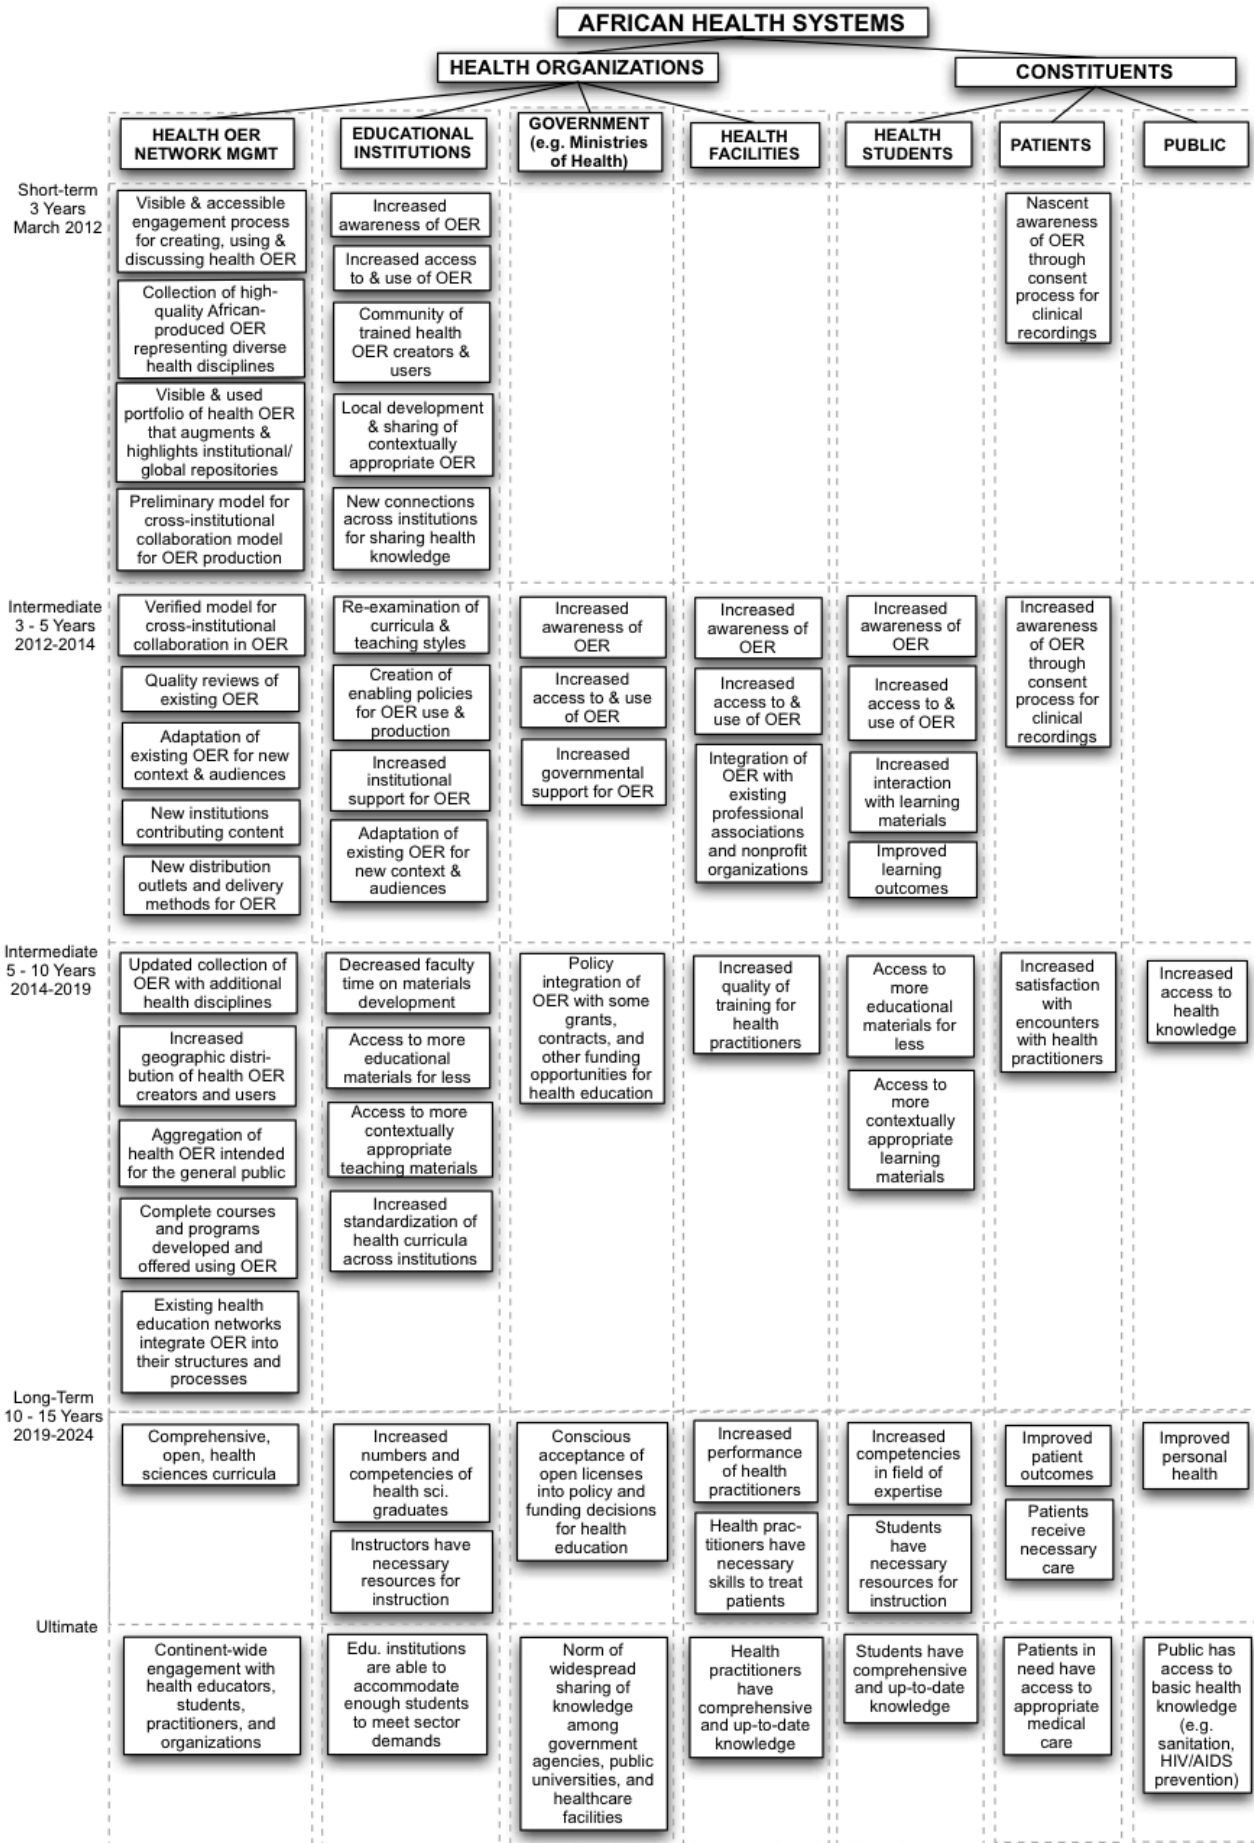 AFRICAN HEALTH SYSTEMS
HEALTH ORGANIZATIONS
CONSTITUENTS
HEALTH OER
NETWORK MGMT
EDUCATIONAL
INSTITUTIONS
GOVERNMENT
(e.g. Ministries
of Health)
HEALTH
FACILITIES
HEALTH
STUDENTS
PATIENTS
PUBLIC
Short-term
3 Years
March 2012
Visible & accessible
engagement process
for creating, using &
discussing health OER
Collection of high-
quality African-
produced OER
representing diverse
health disciplines
Visible & used
portfolio of health OER
that augments &
highlights institutional/
global repositories
Preliminary model for
cross-institutional
collaboration model
for OER production
Increased
awareness of OER
Increased access
to & use of OER
Community of
trained health
OER creators &
users
Local development
& sharing of
contextually
appropriate OER
New connections
across institutions
for sharing health
knowledge
Nascent
awareness
of OER
through
consent
process for
clinical
recordings
Intermediate
3 - 5 Years
2012-2014
Verified model for
cross-institutional
collaboration in OER
Quality reviews of
existing OER
Adaptation of
existing OER for new
context & audiences
New institutions
contributing content
New distribution
outlets and delivery
methods for OER
Re-examination of
curricula &
teaching styles
Creation of
enabling policies
for OER use &
production
Increased
institutional
support for OER
Adaptation of
existing OER for
new context &
audiences
Increased
awareness of
OER
Increased
access to & use
of OER
Increased
governmental
support for OER
Increased
awareness of
OER
Increased
access to &
use of OER
Integration of
OER with
existing
professional
associations
and nonprofit
organizations
Increased
awareness of
OER
Increased
access to &
use of OER
Increased
interaction
with learning
materials
Improved
learning
outcomes
Increased
awareness
of OER
through
consent
process for
clinical
recordings
Intermediate
5 - 10 Years
2014-2019
Updated collection of
OER with additional
health disciplines
Increased
geographic distri-
bution of health OER
creators and users
Aggregation of
health OER intended
for the general public
Complete courses
and programs
developed and
offered using OER
Existing health
education networks
integrate OER into
their structures and
processes
Decreased faculty
time on materials
development
Access to more
educational
materials for less
Access to more
contextually
appropriate
teaching materials
Increased
standardization of
health curricula
across institutions
Policy
integration of
OER with some
grants,
contracts, and
other funding
opportunities for
health education
Increased
quality of
training for
health
practitioners
Access to
more
educational
materials for
less
Access to
more
contextually
appropriate
learning
materials
Increased
satisfaction
with
encounters
with health
practitioners
Increased
access to
health
knowledge
Long-Term
10 - 15 Years
2019-2024
Comprehensive,
open, health
sciences curricula
Increased
numbers and
competencies of
health sci.
graduates
Instructors have
necessary
resources for
instruction
Conscious
acceptance of
open licenses
into policy and
funding decisions
for health
education
Increased
performance
of health
practitioners
Health prac-
titioners have
necessary
skills to treat
patients
Increased
competencies
in field of
expertise
Students
have
necessary
resources for
instruction
Improved
patient
outcomes
Patients
receive
necessary
care
Improved
personal
health
Ultimate
Continent-wide
engagement with
health educators,
students,
practitioners, and
organizations
Edu. institutions
are able to
accommodate
enough students
to meet sector
demands
Norm of
widespread
sharing of
knowledge
among
government
agencies, public
universities, and
healthcare
facilities
Health
practitioners
have
comprehensive
and up-to-date
knowledge
Students have
comprehensive
and up-to-date
knowledge
Patients in
need have
access to
appropriate
medical
care
Public has
access to
basic health
knowledge
(e.g.
sanitation,
HIV/AIDS
prevention)